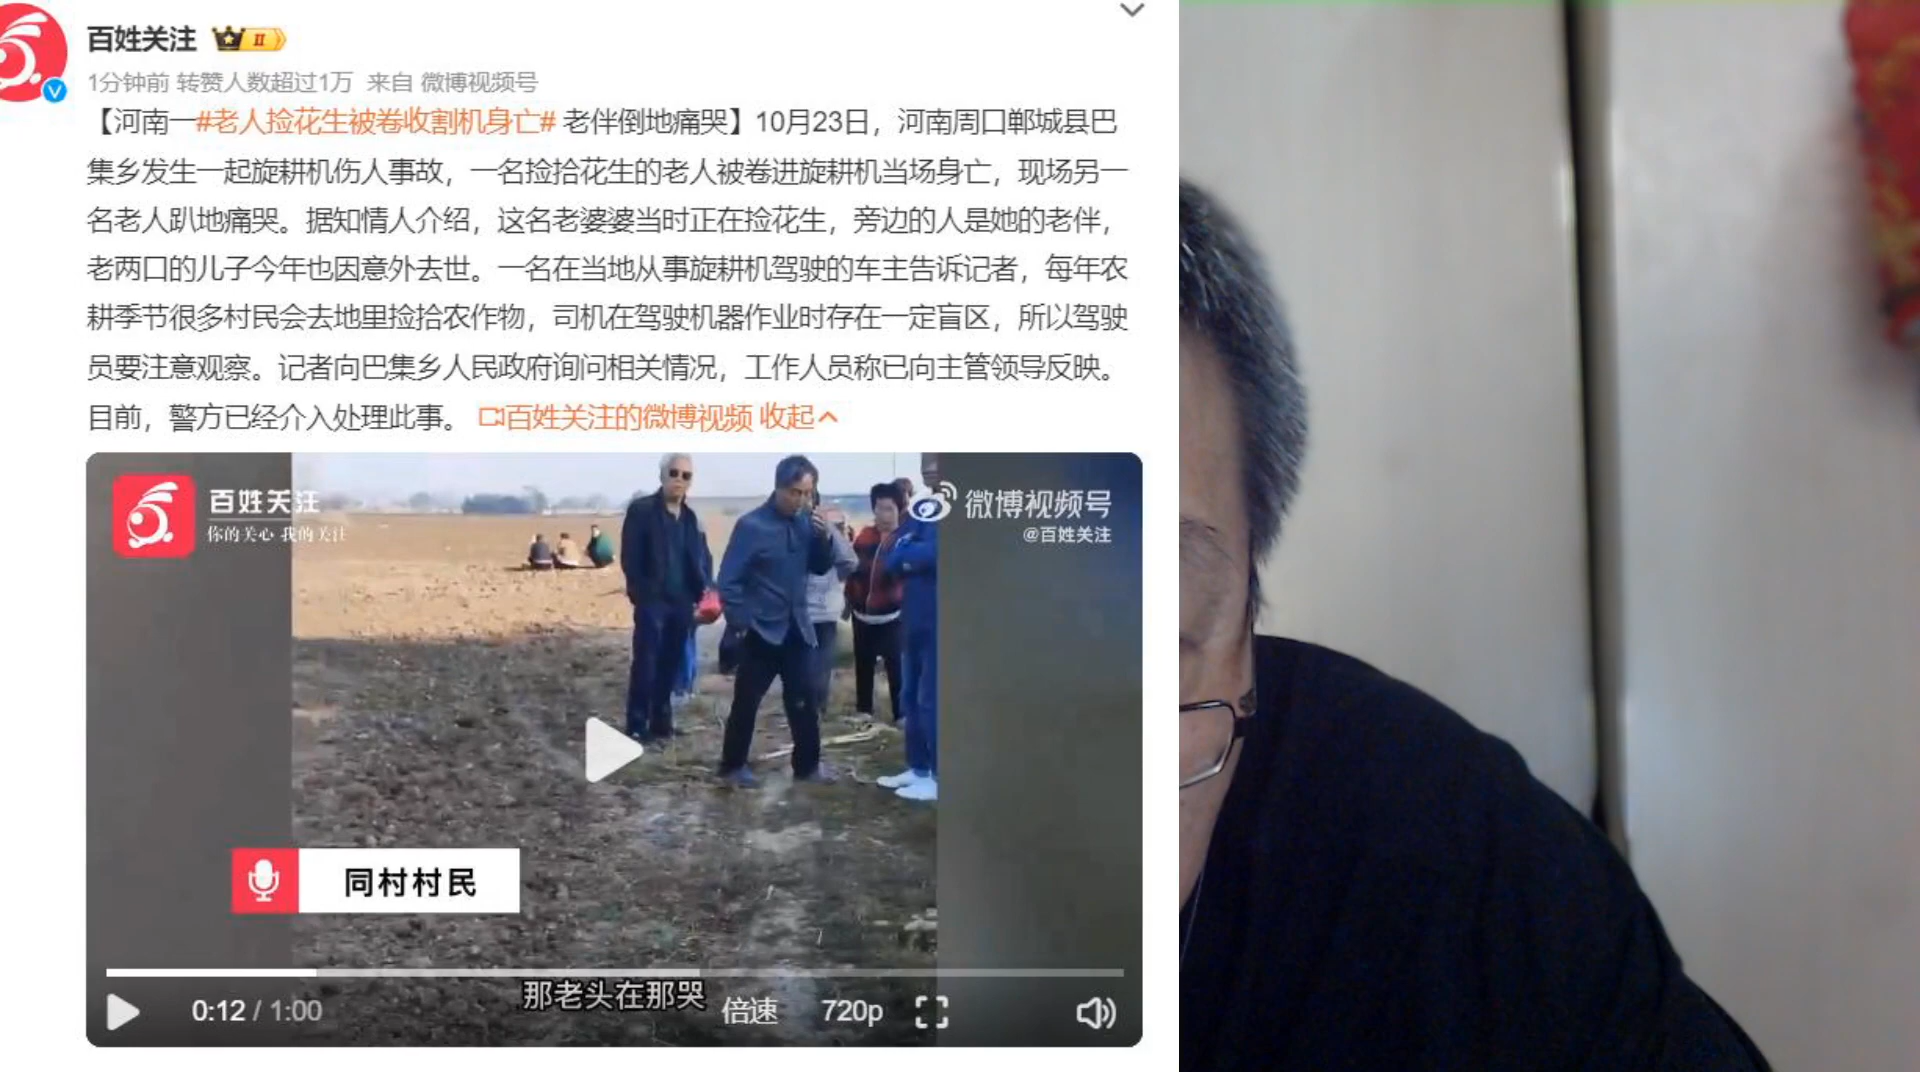 百姓关注 II
1分钟前 转赞人数超过1万 来自 微博视频号
【河南一#老人捡花生被卷收割机身亡# 老伴倒地痛哭】10月23日，河南周口郸城县巴
集乡发生一起旋耕机伤人事故，一名捡拾花生的老人被卷进旋耕机当场身亡，现场另一
名老人趴地痛哭。据知情人介绍，这名老婆婆当时正在捡花生，旁边的人是她的老伴，
老两口的儿子今年也因意外去世。一名在当地从事旋耕机驾驶的车主告诉记者，每年农
耕季节很多村民会去地里捡拾农作物，司机在驾驶机器作业时存在一定盲区，所以驾驶
员要注意观察。记者向巴集乡人民政府询问相关情况，工作人员称已向主管领导反映。
目前，警方已经介入处理此事。 百姓关注的微博视频 收起
百姓关注
你的关心 我的关注
微博视频号
@百姓关注
同村村民
那老头在那哭
0:12 / 1:00
倍速
720p